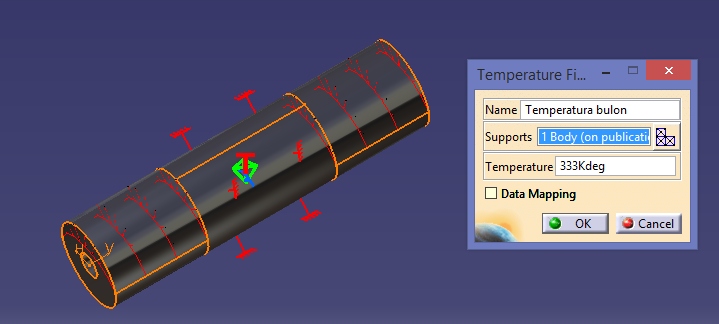 Temperature Fi...
Name Temperatura bulon
Supports 1 Body (on publicati
Temperature 333Kdeg
Data Mapping
OK Cancel
y